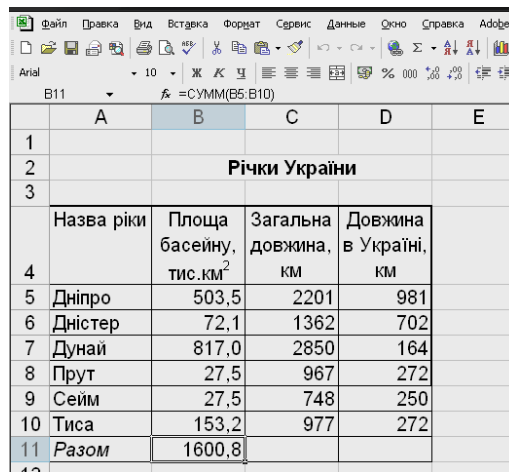 Файл Правка Вид Вставка Формат Сервис Данные Окно Справка Adobe
Arial 10 Ж К Ч % 000
B11 fx =СУММ(B5:B10)
A B C D E
1
2 Річки України
3
4 Назва ріки Площа басейну, тис.км² Загальна довжина, км Довжина в Україні, км
5 Дніпро 503,5 2201 981
6 Дністер 72,1 1362 702
7 Дунай 817,0 2850 164
8 Прут 27,5 967 272
9 Сейм 27,5 748 250
10 Тиса 153,2 977 272
11 Разом 1600,8